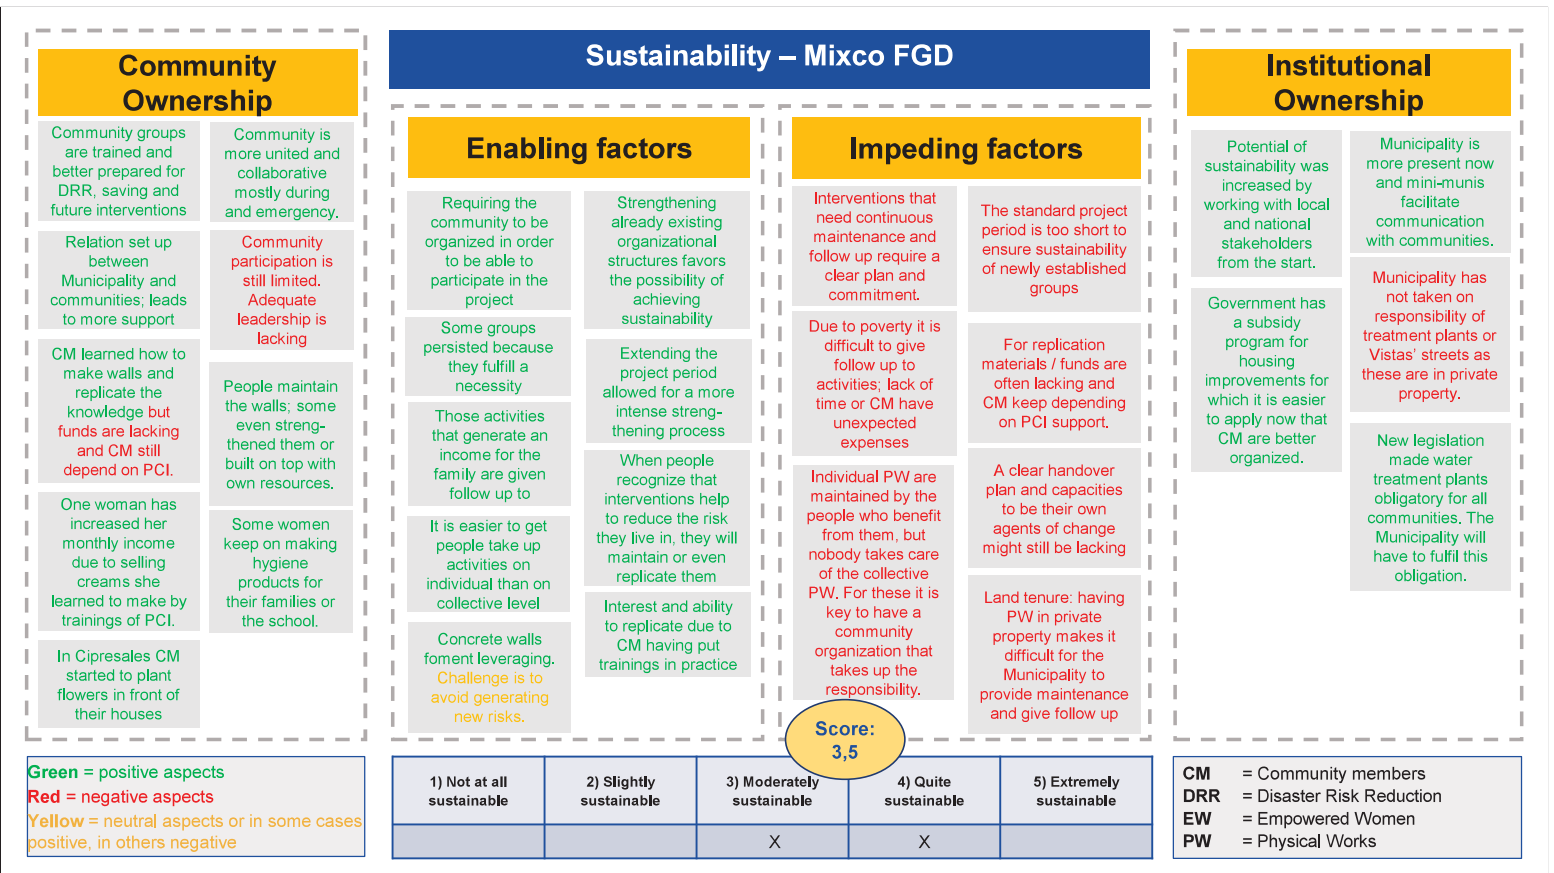 Sustainability – Mixco FGD
Community
Ownership
Community groups
are trained and
better prepared for
DRR, saving and
future interventions
Relation set up
between
Municipality and
communities; leads
to more support
CM learned how to
make walls and
replicate the
knowledge but
funds are lacking
and CM still
depend on PCI.
One woman has
increased her
monthly income
due to selling
creams she
learned to make by
trainings of PCI.
In Cipresales CM
started to plant
flowers in front of
their houses
Community is
more united and
collaborative
mostly during
and emergency.
Community
participation is
still limited.
Adequate
leadership is
lacking
People maintain
the walls; some
even streng-
thened them or
built on top with
own resources.
Some women
keep on making
hygiene
products for
their families or
the school.
Enabling factors
Requiring the
community to be
organized in order
to be able to
participate in the
project
Some groups
persisted because
they fulfill a
necessity
Those activities
that generate an
income for the
family are given
follow up to
It is easier to get
people take up
activities on
individual than on
collective level
Concrete walls
foment leveraging.
Challenge is to
avoid generating
new risks.
Strengthening
already existing
organizational
structures favors
the possibility of
achieving
sustainability
Extending the
project period
allowed for a more
intense streng-
thening process
When people
recognize that
interventions help
to reduce the risk
they live in, they will
maintain or even
replicate them
Interest and ability
to replicate due to
CM having put
trainings in practice
Impeding factors
Interventions that
need continuous
maintenance and
follow up require a
clear plan and
commitment.
Due to poverty it is
difficult to give
follow up to
activities; lack of
time or CM have
unexpected
expenses
Individual PW are
maintained by the
people who benefit
from them, but
nobody takes care
of the collective
PW. For these it is
key to have a
community
organization that
takes up the
responsibility.
The standard project
period is too short to
ensure sustainability
of newly established
groups
For replication
materials / funds are
often lacking and
CM keep depending
on PCI support.
A clear handover
plan and capacities
to be their own
agents of change
might still be lacking
Land tenure: having
PW in private
property makes it
difficult for the
Municipality to
provide maintenance
and give follow up
Institutional
Ownership
Potential of
sustainability was
increased by
working with local
and national
stakeholders
from the start.
Government has
a subsidy
program for
housing
improvements for
which it is easier
to apply now that
CM are better
organized.
Municipality is
more present now
and mini-munis
facilitate
communication
with communities.
Municipality has
not taken on
responsibility of
treatment plants or
Vistas' streets as
these are in private
property.
New legislation
made water
treatment plants
obligatory for all
communities. The
Municipality will
have to fulfil this
obligation.
Green = positive aspects
Red = negative aspects
Yellow = neutral aspects or in some cases
positive, in others negative
Score:
3,5
1) Not at all
sustainable
2) Slightly
sustainable
3) Moderately
sustainable
4) Quite
sustainable
5) Extremely
sustainable
X X
CM = Community members
DRR = Disaster Risk Reduction
EW = Empowered Women
PW = Physical Works